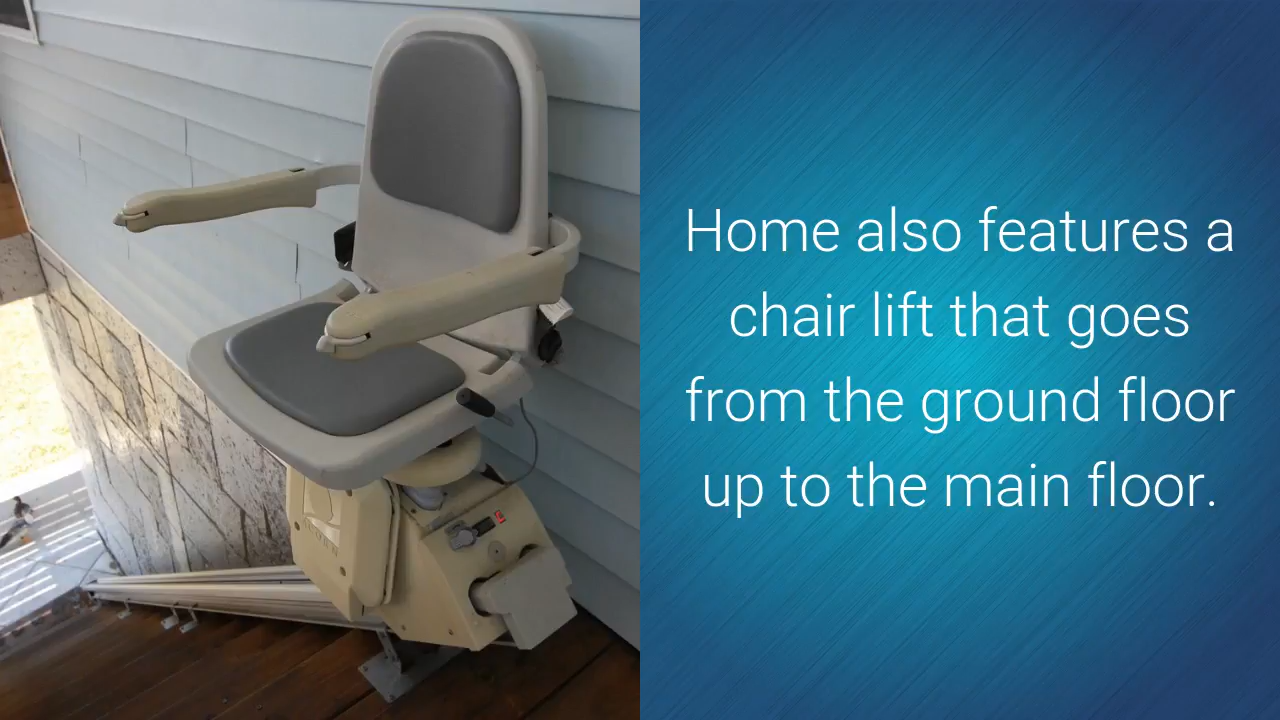 Home also features a
chair lift that goes
from the ground floor
up to the main floor.